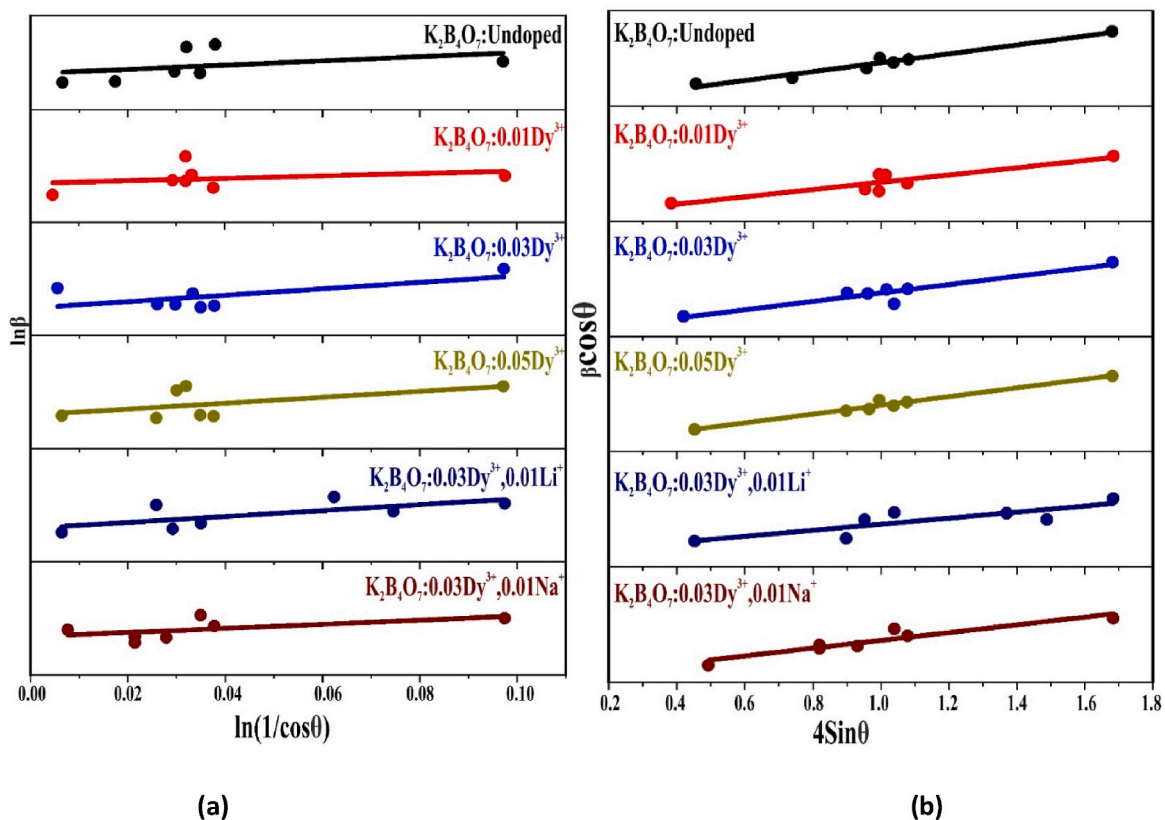 K₂B₄O₇:Undoped
K₂B₄O₇:0.01Dy³⁺
K₂B₄O₇:0.03Dy³⁺
K₂B₄O₇:0.05Dy³⁺
K₂B₄O₇:0.03Dy³⁺,0.01Li⁺
K₂B₄O₇:0.03Dy³⁺,0.01Na⁺
lnβ
0.00 0.02 0.04 0.06 0.08 0.10
ln(1/cosθ)
(a)
K₂B₄O₇:Undoped
K₂B₄O₇:0.01Dy³⁺
K₂B₄O₇:0.03Dy³⁺
K₂B₄O₇:0.05Dy³⁺
K₂B₄O₇:0.03Dy³⁺,0.01Li⁺
K₂B₄O₇:0.03Dy³⁺,0.01Na⁺
βcosθ
0.2 0.4 0.6 0.8 1.0 1.2 1.4 1.6 1.8
4Sinθ
(b)